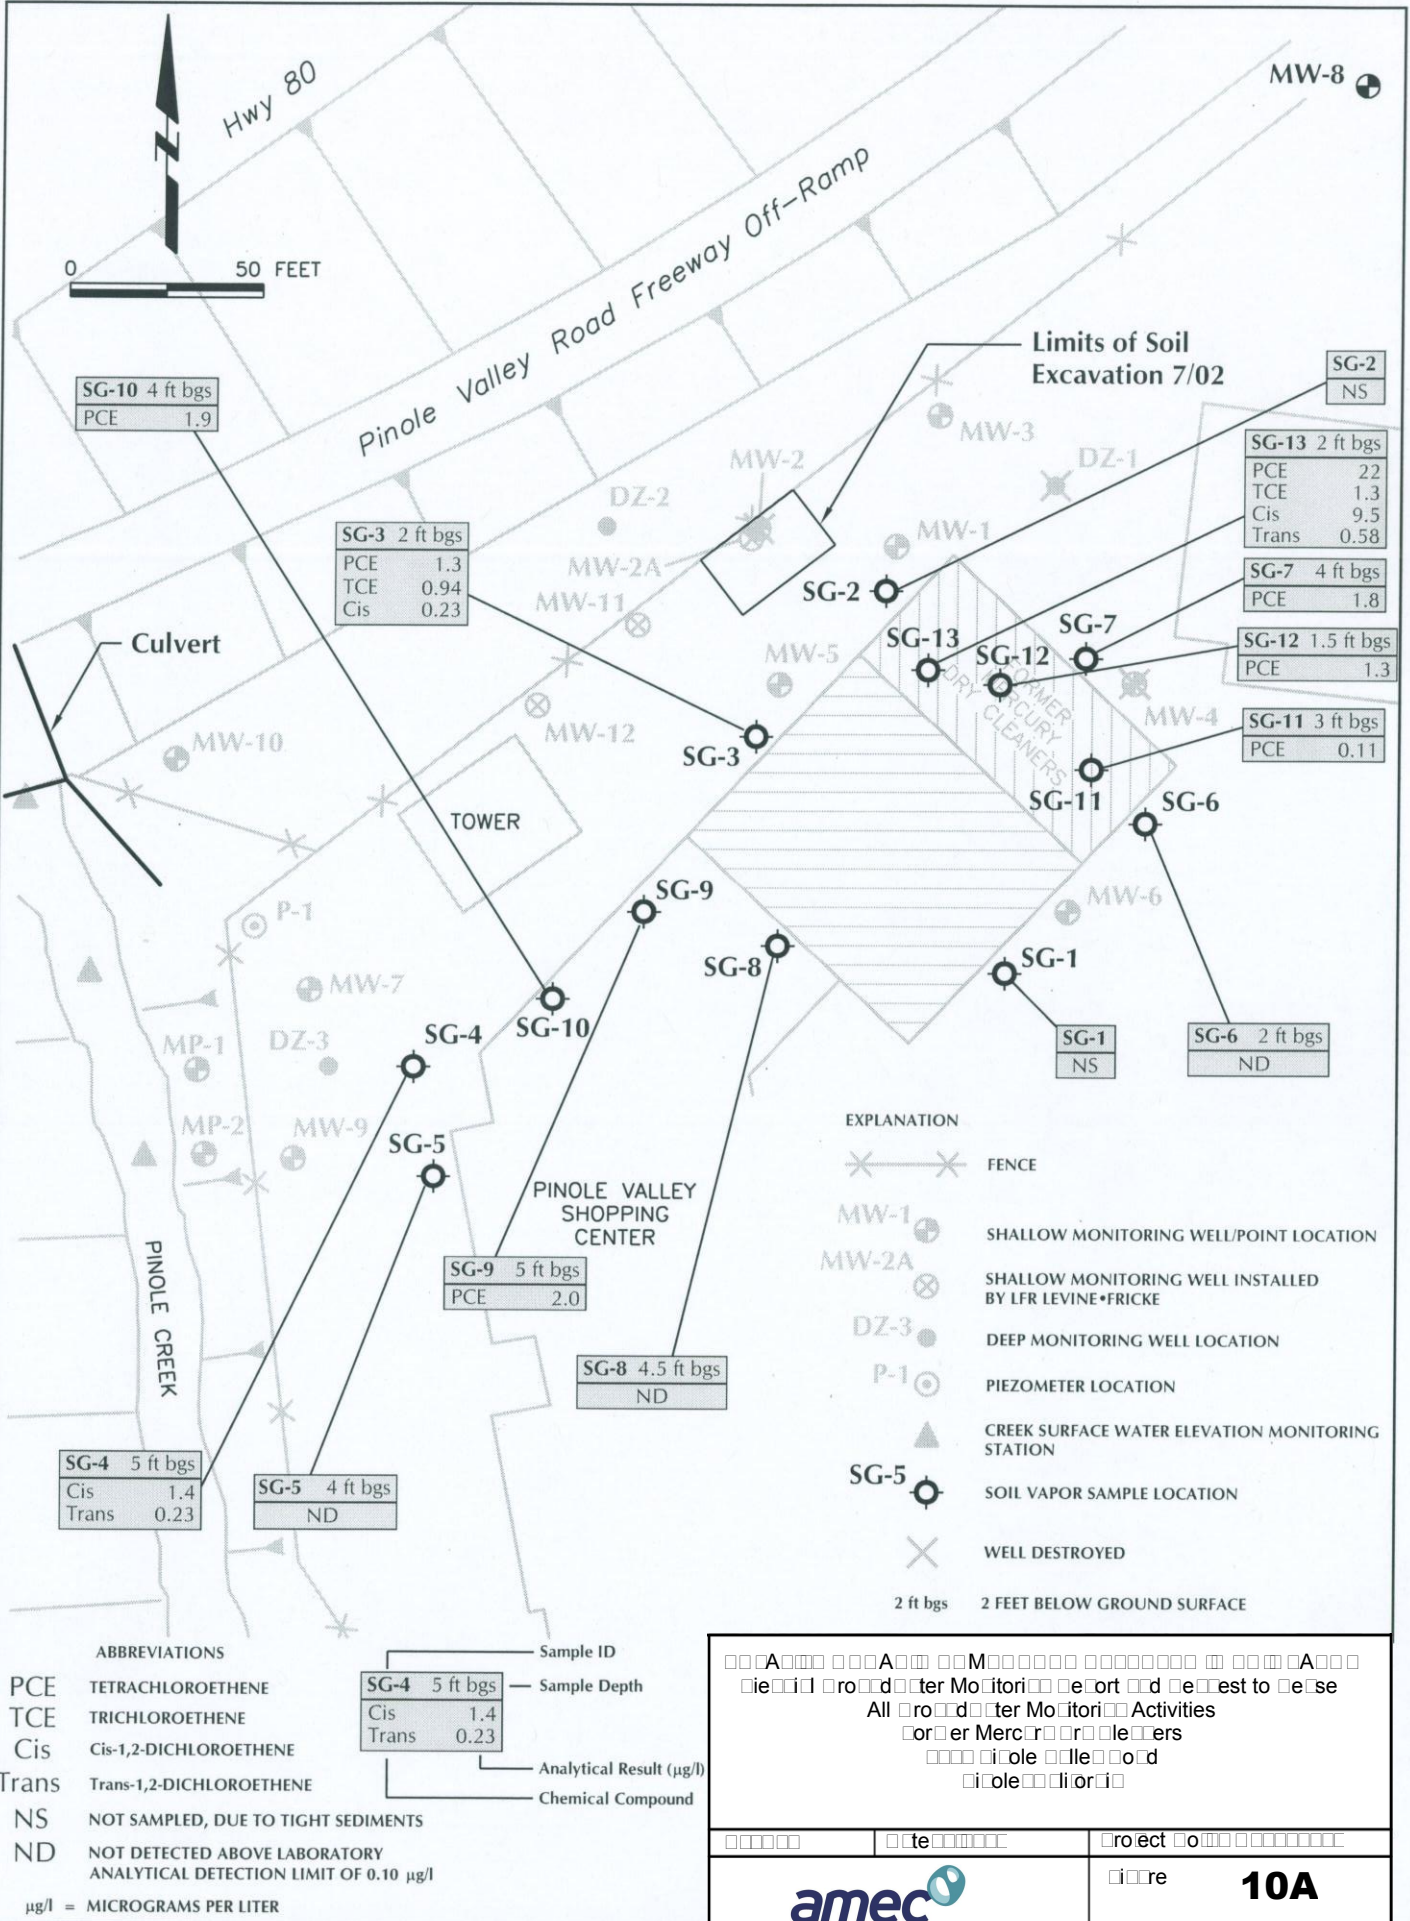 MW-8
Hwy 80
N
0 50 FEET
Pinole Valley Road Freeway Off-Ramp
Limits of Soil
Excavation 7/02
SG-2
NS
SG-10 4 ft bgs
PCE 1.9
MW-3
SG-13 2 ft bgs
PCE 22
TCE 1.3
Cis 9.5
Trans 0.58
MW-2
DZ-1
DZ-2
SG-3 2 ft bgs
PCE 1.3
TCE 0.94
Cis 0.23
MW-1
MW-2A
SG-7 4 ft bgs
PCE 1.8
SG-2
MW-11
Culvert
SG-13
SG-7
SG-12
SG-12 1.5 ft bgs
PCE 1.3
MW-5
FORMER
MERCURY
DRY CLEANERS
MW-4
MW-10
MW-12
SG-3
SG-11 3 ft bgs
PCE 0.11
SG-11
SG-6
TOWER
SG-9
MW-6
P-1
SG-8
SG-1
MW-7
SG-10
SG-4
MP-1
DZ-3
SG-1
NS
SG-6 2 ft bgs
ND
MP-2
MW-9
SG-5
PINOLE VALLEY
SHOPPING
CENTER
PINOLE CREEK
SG-9 5 ft bgs
PCE 2.0
SG-8 4.5 ft bgs
ND
SG-4 5 ft bgs
Cis 1.4
Trans 0.23
SG-5 4 ft bgs
ND
EXPLANATION
FENCE
MW-1 SHALLOW MONITORING WELL/POINT LOCATION
MW-2A SHALLOW MONITORING WELL INSTALLED
BY LFR LEVINE•FRICKE
DZ-3 DEEP MONITORING WELL LOCATION
P-1 PIEZOMETER LOCATION
CREEK SURFACE WATER ELEVATION MONITORING
STATION
SG-5 SOIL VAPOR SAMPLE LOCATION
WELL DESTROYED
2 ft bgs 2 FEET BELOW GROUND SURFACE
ABBREVIATIONS
PCE TETRACHLOROETHENE
TCE TRICHLOROETHENE
Cis Cis-1,2-DICHLOROETHENE
Trans Trans-1,2-DICHLOROETHENE
NS NOT SAMPLED, DUE TO TIGHT SEDIMENTS
ND NOT DETECTED ABOVE LABORATORY
ANALYTICAL DETECTION LIMIT OF 0.10 µg/l
µg/l = MICROGRAMS PER LITER
Sample ID
SG-4 5 ft bgs
Sample Depth
Cis 1.4
Trans 0.23
Analytical Result (µg/l)
Chemical Compound
to
All Activities
10A
amec